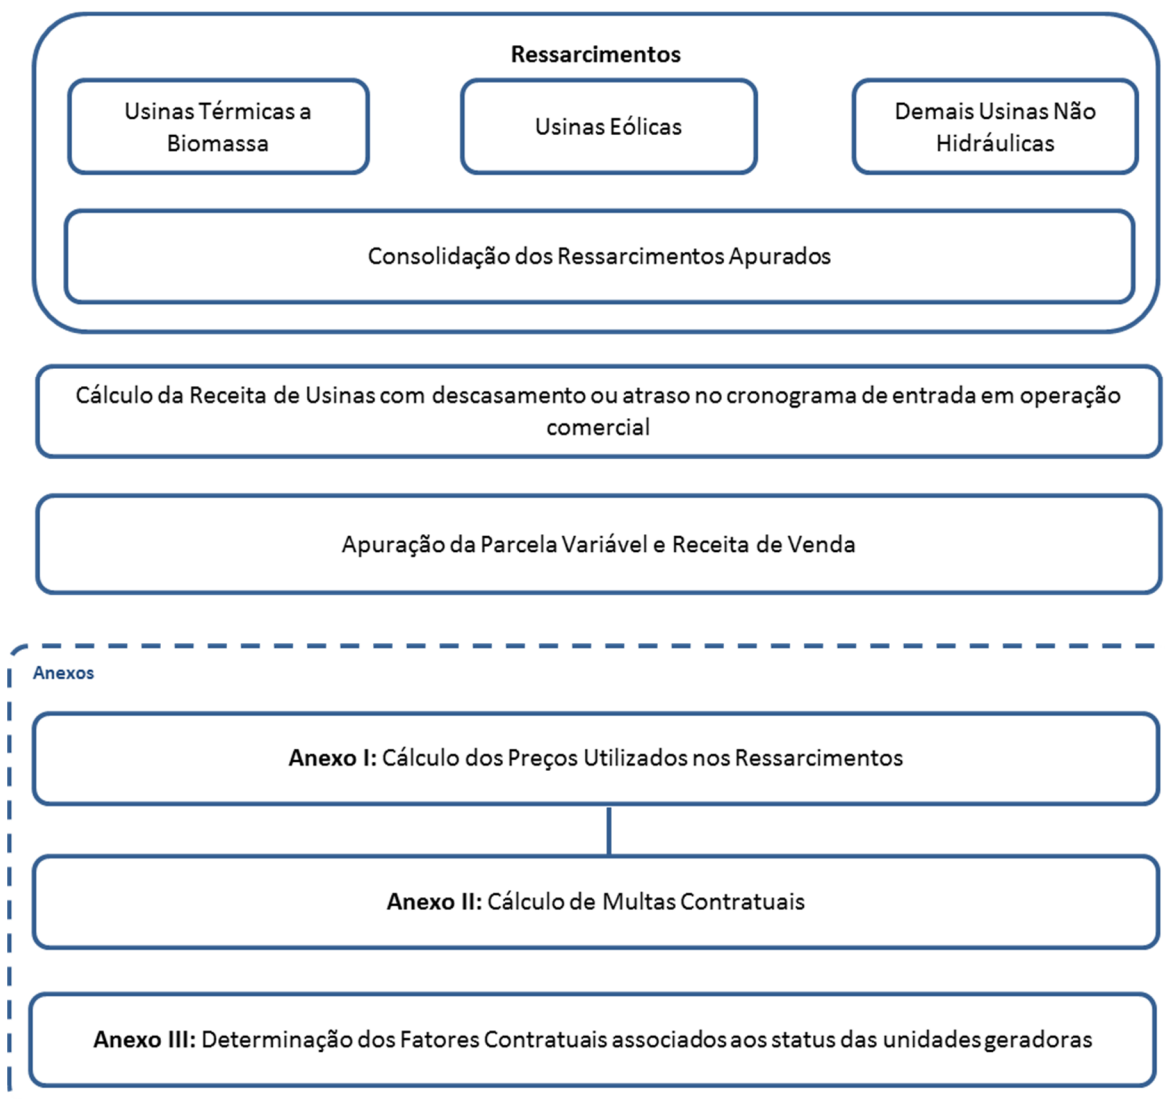 Ressarcimentos
Usinas Térmicas a
Biomassa
Usinas Eólicas
Demais Usinas Não
Hidráulicas
Consolidação dos Ressarcimentos Apurados
Cálculo da Receita de Usinas com descasamento ou atraso no cronograma de entrada em operação
comercial
Apuração da Parcela Variável e Receita de Venda
Anexos
Anexo I: Cálculo dos Preços Utilizados nos Ressarcimentos
Anexo II: Cálculo de Multas Contratuais
Anexo III: Determinação dos Fatores Contratuais associados aos status das unidades geradoras